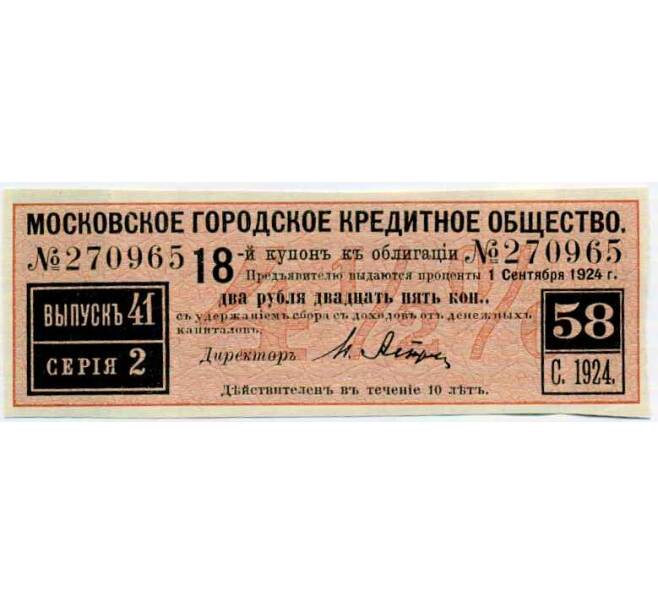 МОСКОВСКОЕ ГОРОДСКОЕ КРЕДИТНОЕ ОБЩЕСТВО.
№270965 18-й купонъ къ облигаціи №270965
Предъявителю выдаются проценты 1 Сентября 1924 г.
два рубля двадцать пять коп..
съ удержаніемъ сбора съ доходовъ отъ денежныхъ
капиталовъ.
ВЫПУСКЪ 41
СЕРІЯ 2
Директоръ
58
С. 1924.
Дѣйствителенъ въ теченіе 10 лѣтъ.
4½%